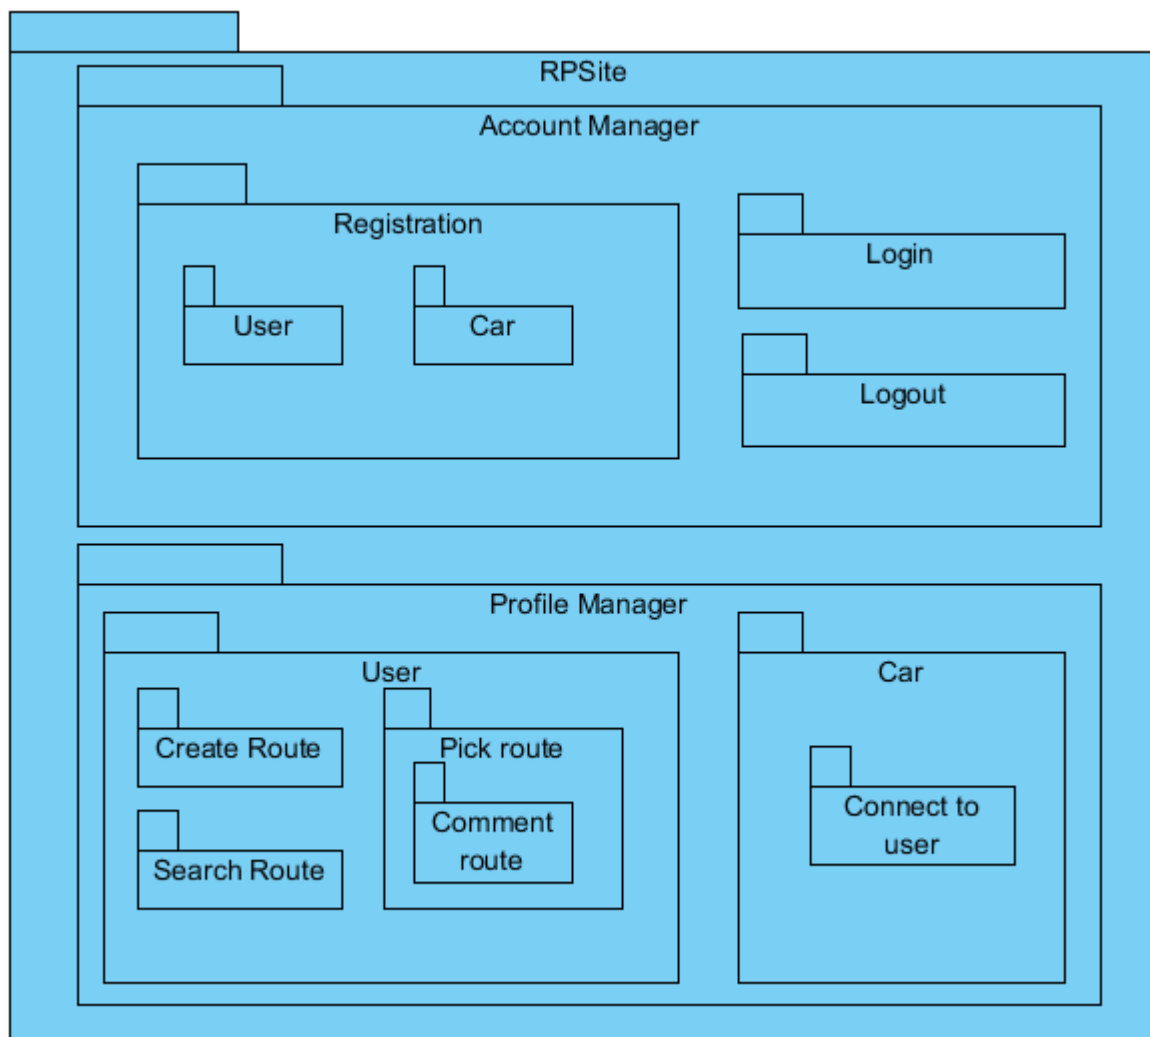 RPSite
Account Manager
Registration
User
Car
Login
Logout
Profile Manager
User
Create Route
Search Route
Pick route
Comment
route
Car
Connect to
user